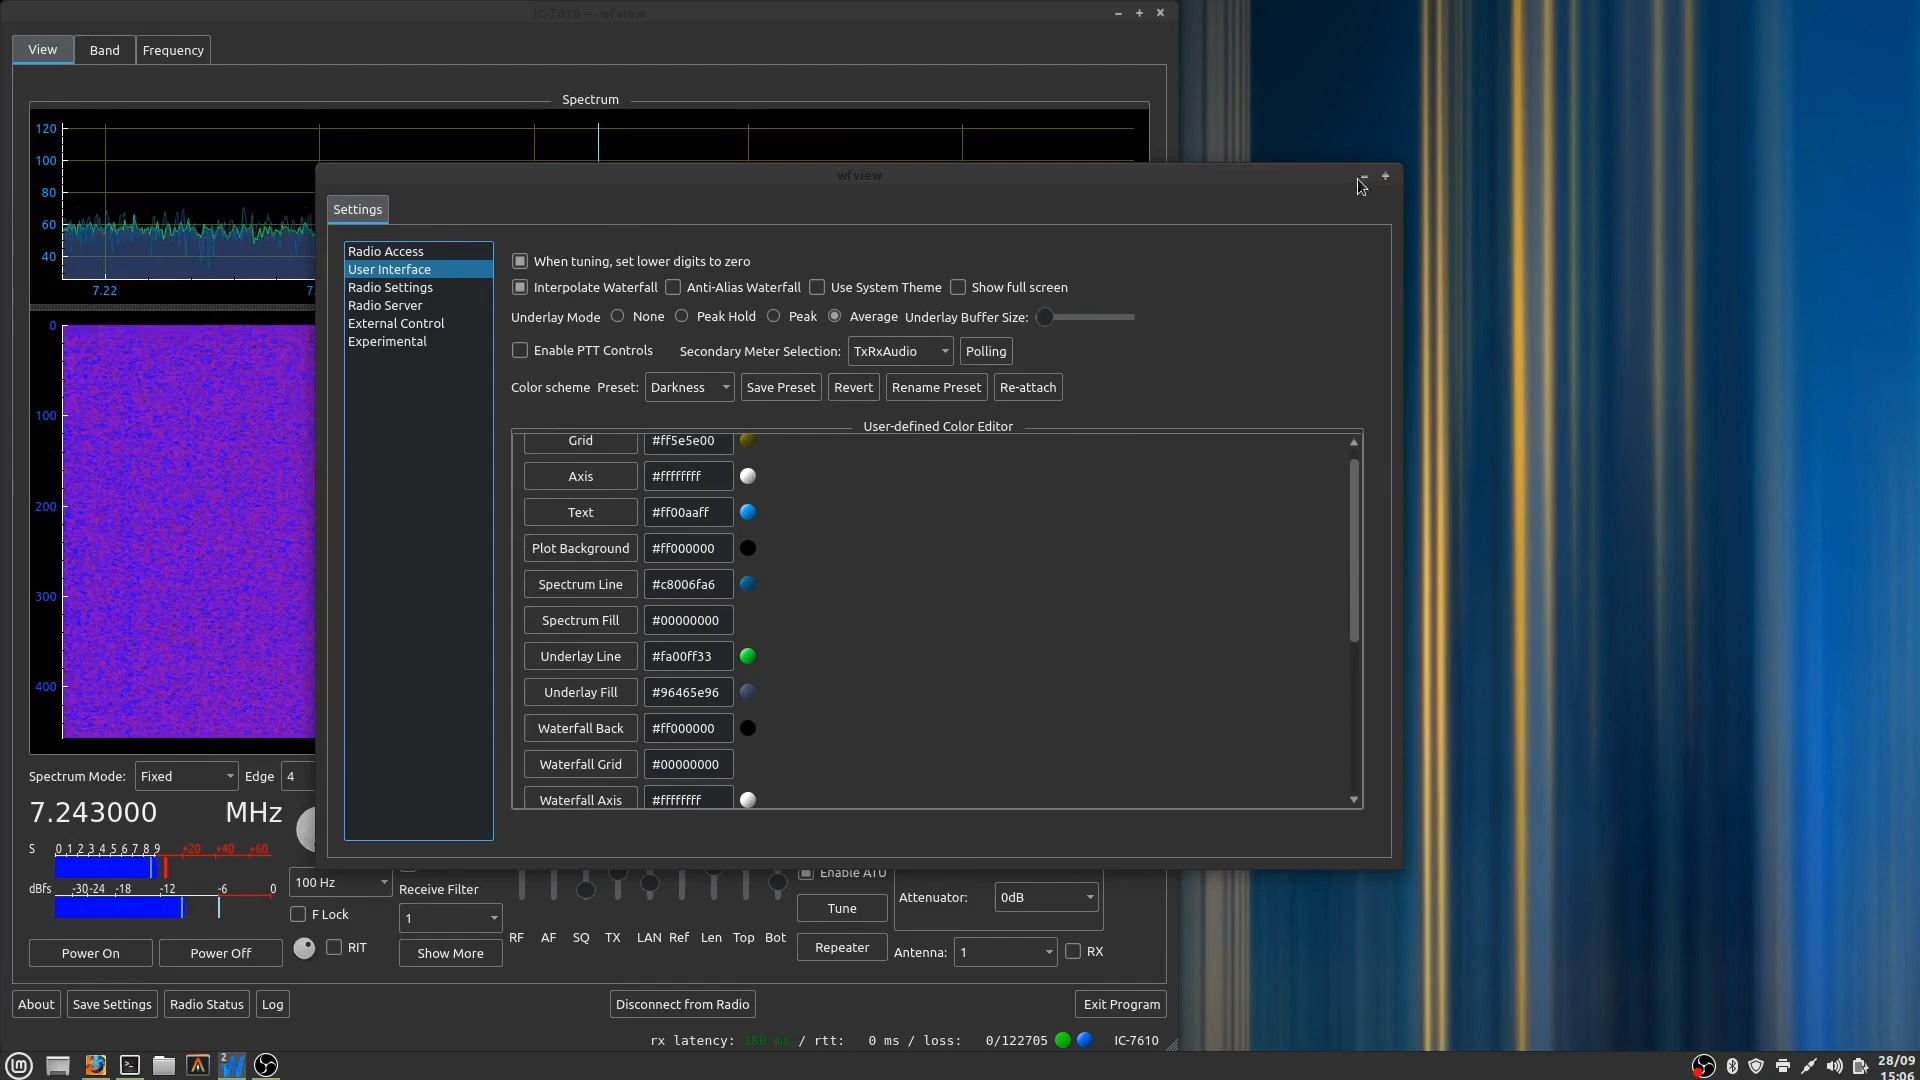 IC-7610 -- wfview
View Band Frequency
Spectrum
120
100
80
60
40
7.22 7.
0
100
200
300
400
wfview
Settings
Radio Access
User Interface
Radio Settings
Radio Server
External Control
Experimental
When tuning, set lower digits to zero
Interpolate Waterfall Anti-Alias Waterfall Use System Theme Show full screen
Underlay Mode None Peak Hold Peak Average Underlay Buffer Size:
Enable PTT Controls Secondary Meter Selection: TxRxAudio Polling
Color scheme Preset: Darkness Save Preset Revert Rename Preset Re-attach
User-defined Color Editor
Grid #ff5e5e00
Axis #ffffffff
Text #ff00aaff
Plot Background #ff000000
Spectrum Line #c8006fa6
Spectrum Fill #00000000
Underlay Line #fa00ff33
Underlay Fill #96465e96
Waterfall Back #ff000000
Waterfall Grid #00000000
Waterfall Axis #ffffffff
Spectrum Mode: Fixed Edge 4
7.243000 MHz
S 0 1 2 3 4 5 6 7 8 9 +20 +40 +60
dBfs -30 -24 -18 -12 -6 0
100 Hz
F Lock
RIT
Receive Filter
1
Show More
RF AF SQ TX LAN Ref Len Top Bot
Enable ATU
Tune
Repeater
Attenuator: 0dB
Antenna: 1 RX
Power On Power Off
About Save Settings Radio Status Log Disconnect from Radio Exit Program
rx latency: 180 ms / rtt: 0 ms / loss: 0/122705 IC-7610
2
28/09
15:06